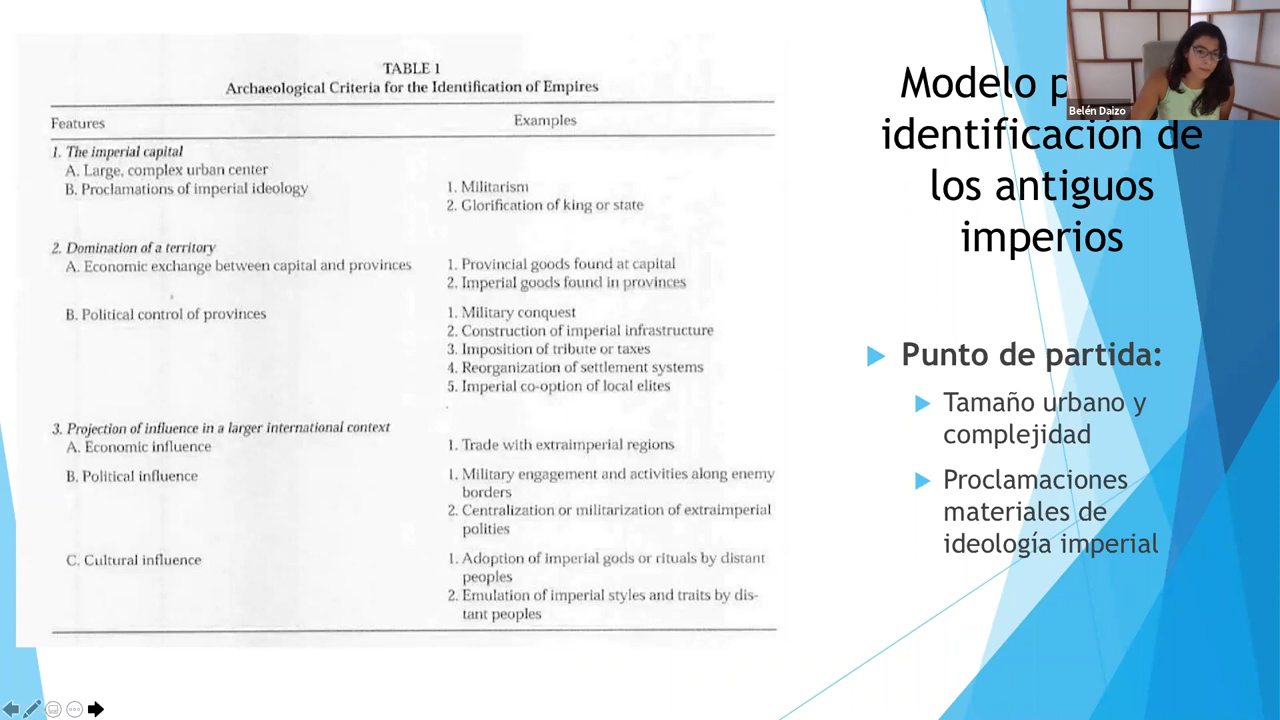 TABLE 1
Archaeological Criteria for the Identification of Empires
Features Examples
1. The imperial capital
A. Large, complex urban center
B. Proclamations of imperial ideology 1. Militarism
2. Glorification of king or state
2. Domination of a territory
A. Economic exchange between capital and provinces 1. Provincial goods found at capital
2. Imperial goods found in provinces
B. Political control of provinces 1. Military conquest
2. Construction of imperial infrastructure
3. Imposition of tribute or taxes
4. Reorganization of settlement systems
5. Imperial co-option of local elites
3. Projection of influence in a larger international context
A. Economic influence 1. Trade with extraimperial regions
B. Political influence 1. Military engagement and activities along enemy
borders
2. Centralization or militarization of extraimperial
polities
C. Cultural influence 1. Adoption of imperial gods or rituals by distant
peoples
2. Emulation of imperial styles and traits by dis-
tant peoples
Modelo
identificación de
los antiguos
imperios
Punto de partida:
Tamaño urbano y
complejidad
Proclamaciones
materiales de
ideología imperial
Belén Daizo